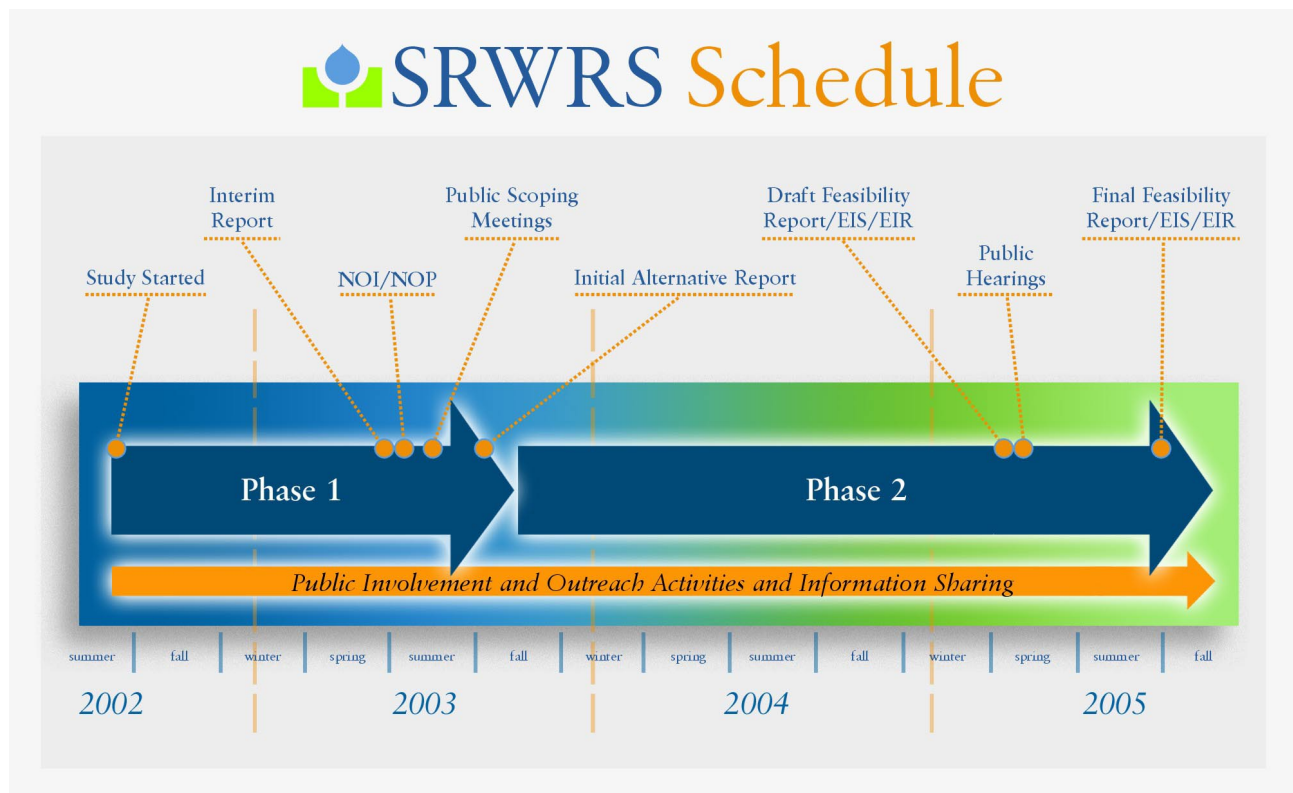 SRWRS Schedule
Interim
Report
Public Scoping
Meetings
Draft Feasibility
Report/EIS/EIR
Final Feasibility
Report/EIS/EIR
Study Started
NOI/NOP
Initial Alternative Report
Public
Hearings
Phase 1
Phase 2
Public Involvement and Outreach Activities and Information Sharing
summer fall winter spring summer fall winter spring summer fall winter spring summer fall
2002 2003 2004 2005